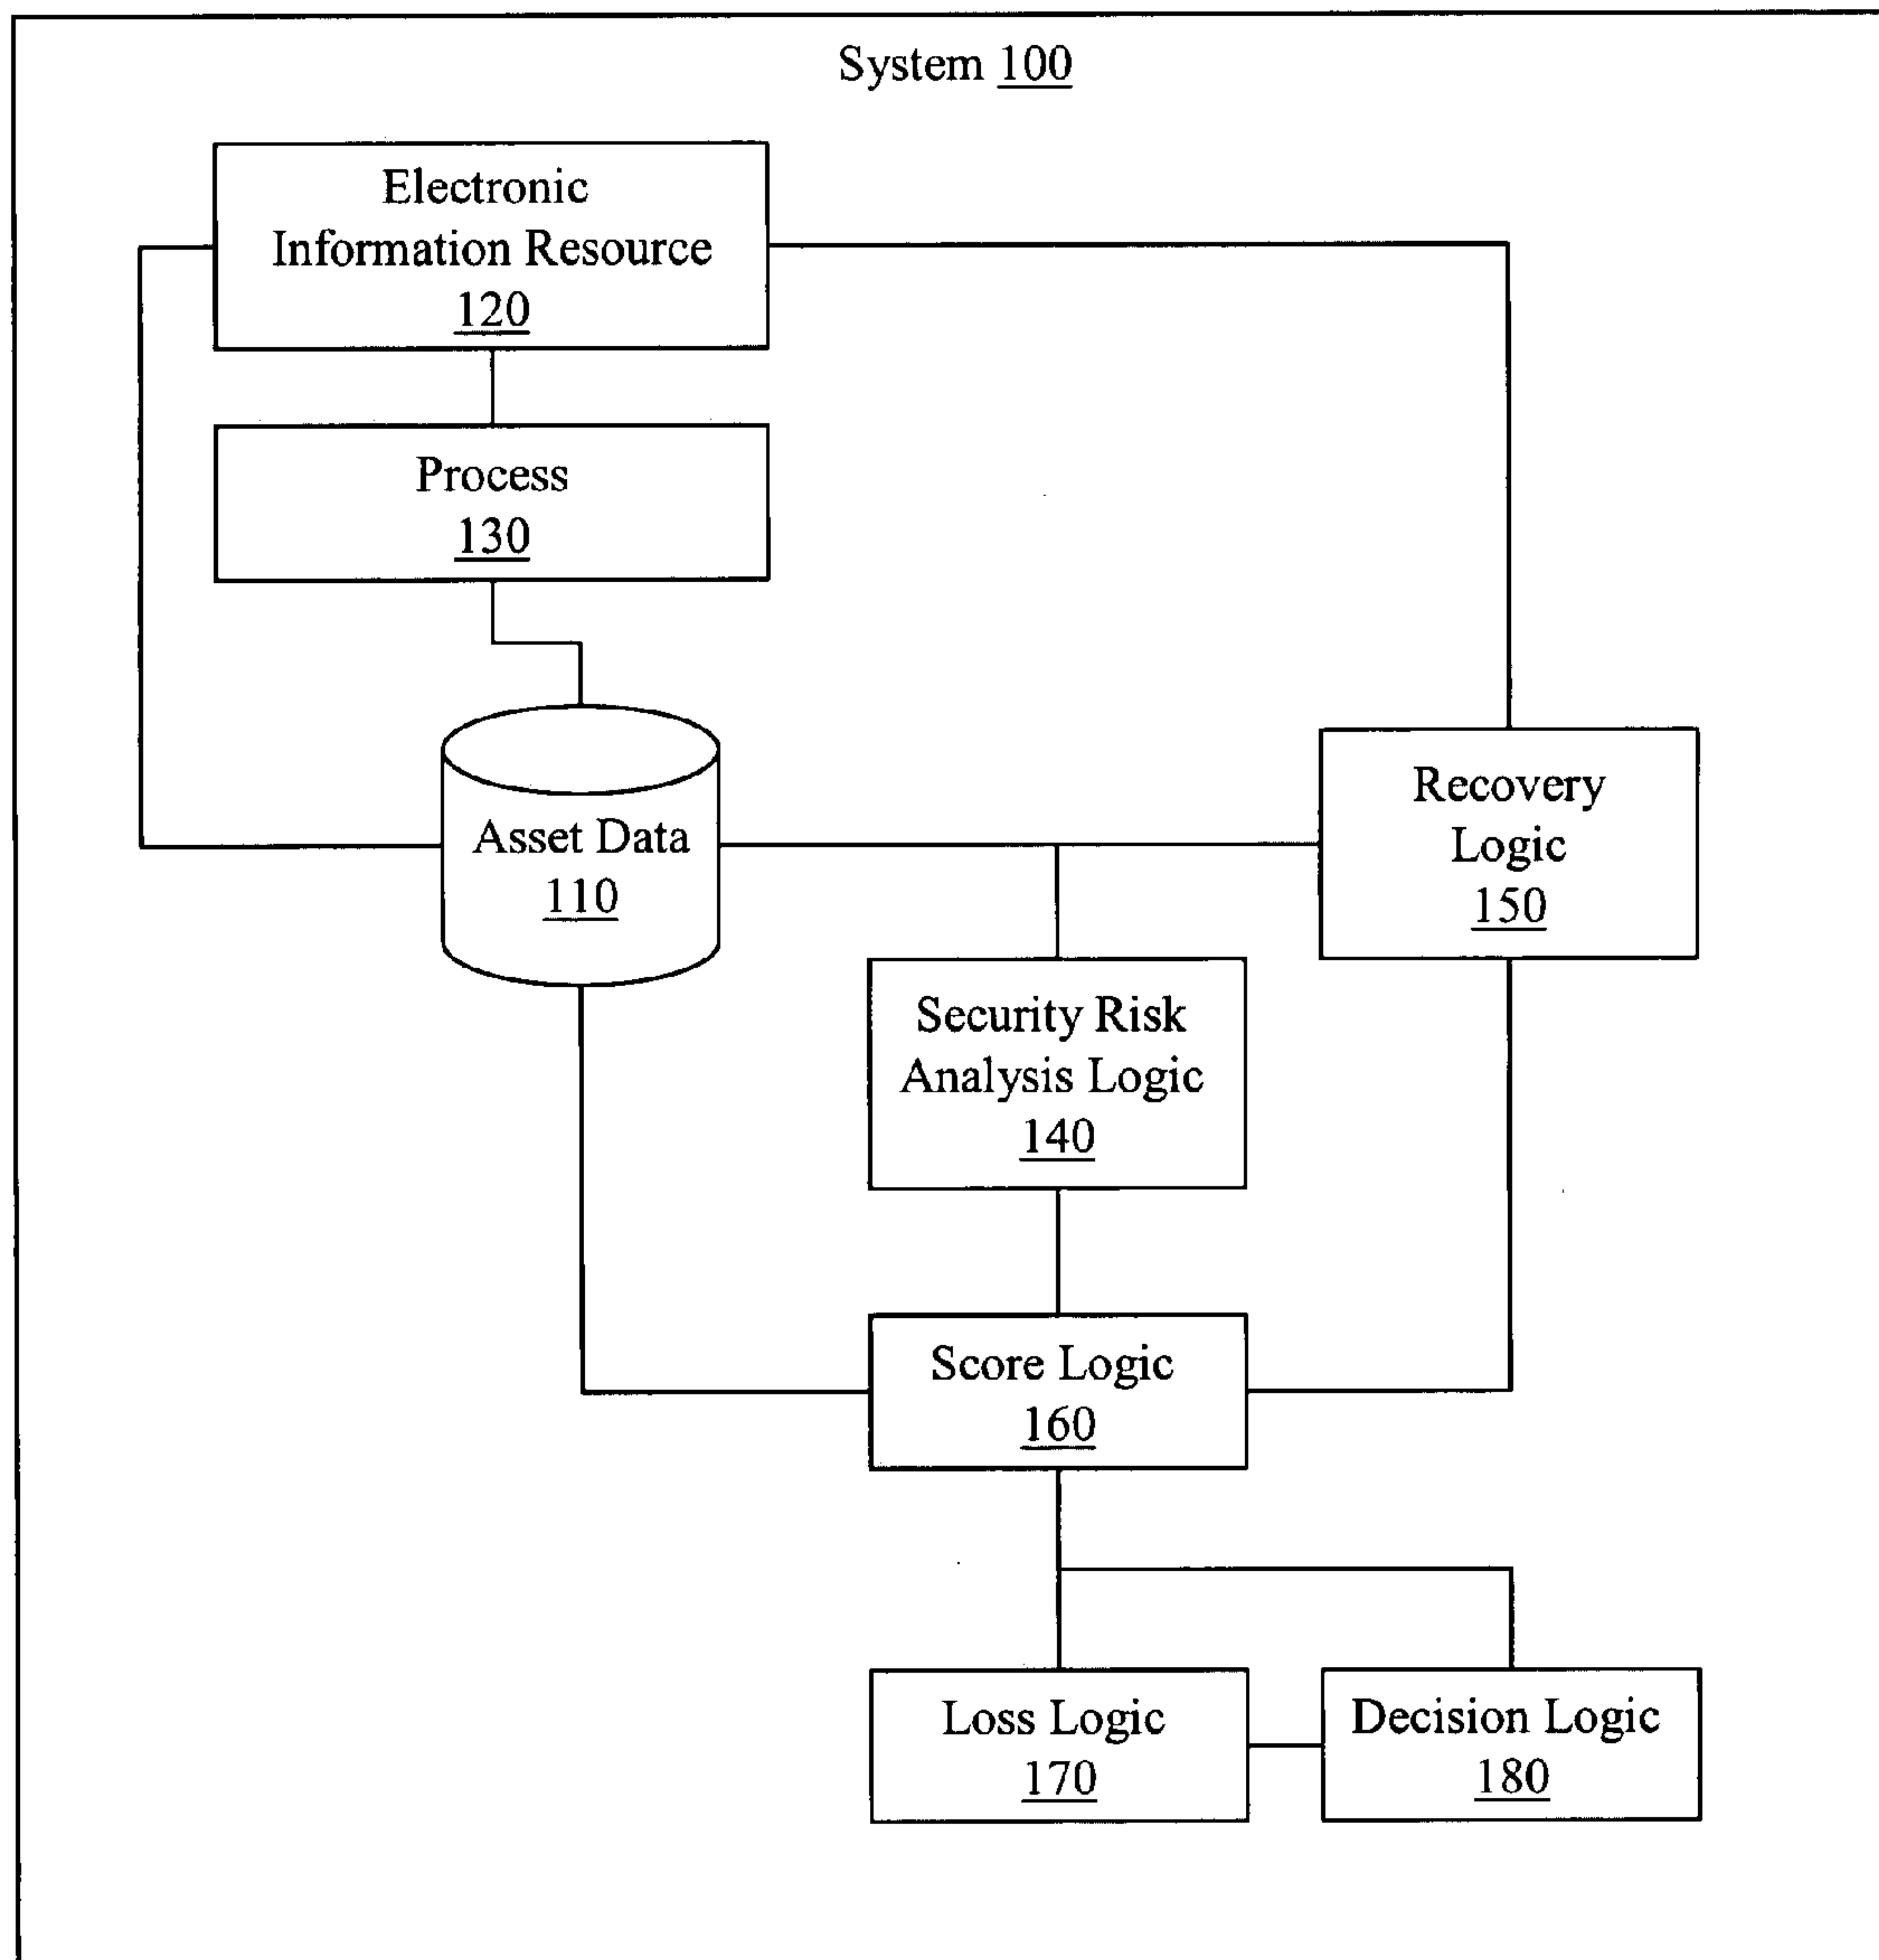 System 100
Electronic
Information Resource
120
Process
130
Asset Data
110
Recovery
Logic
150
Security Risk
Analysis Logic
140
Score Logic
160
Loss Logic
170
Decision Logic
180